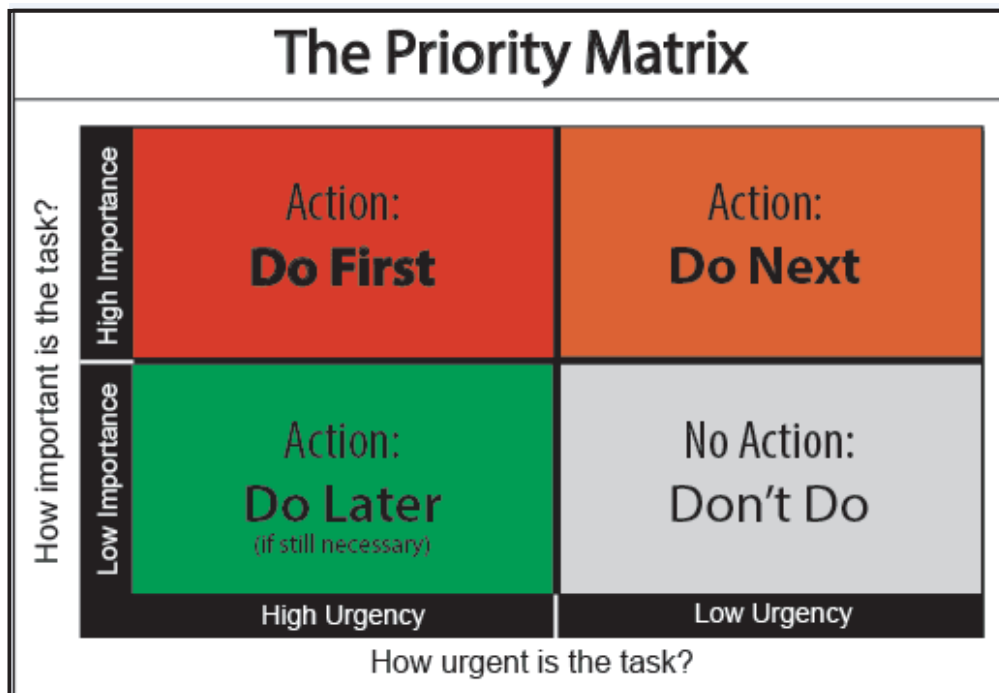 The Priority Matrix
How important is the task?
High Importance
Action:
Do First
Action:
Do Next
Low Importance
Action:
Do Later
(if still necessary)
No Action:
Don't Do
High Urgency
Low Urgency
How urgent is the task?